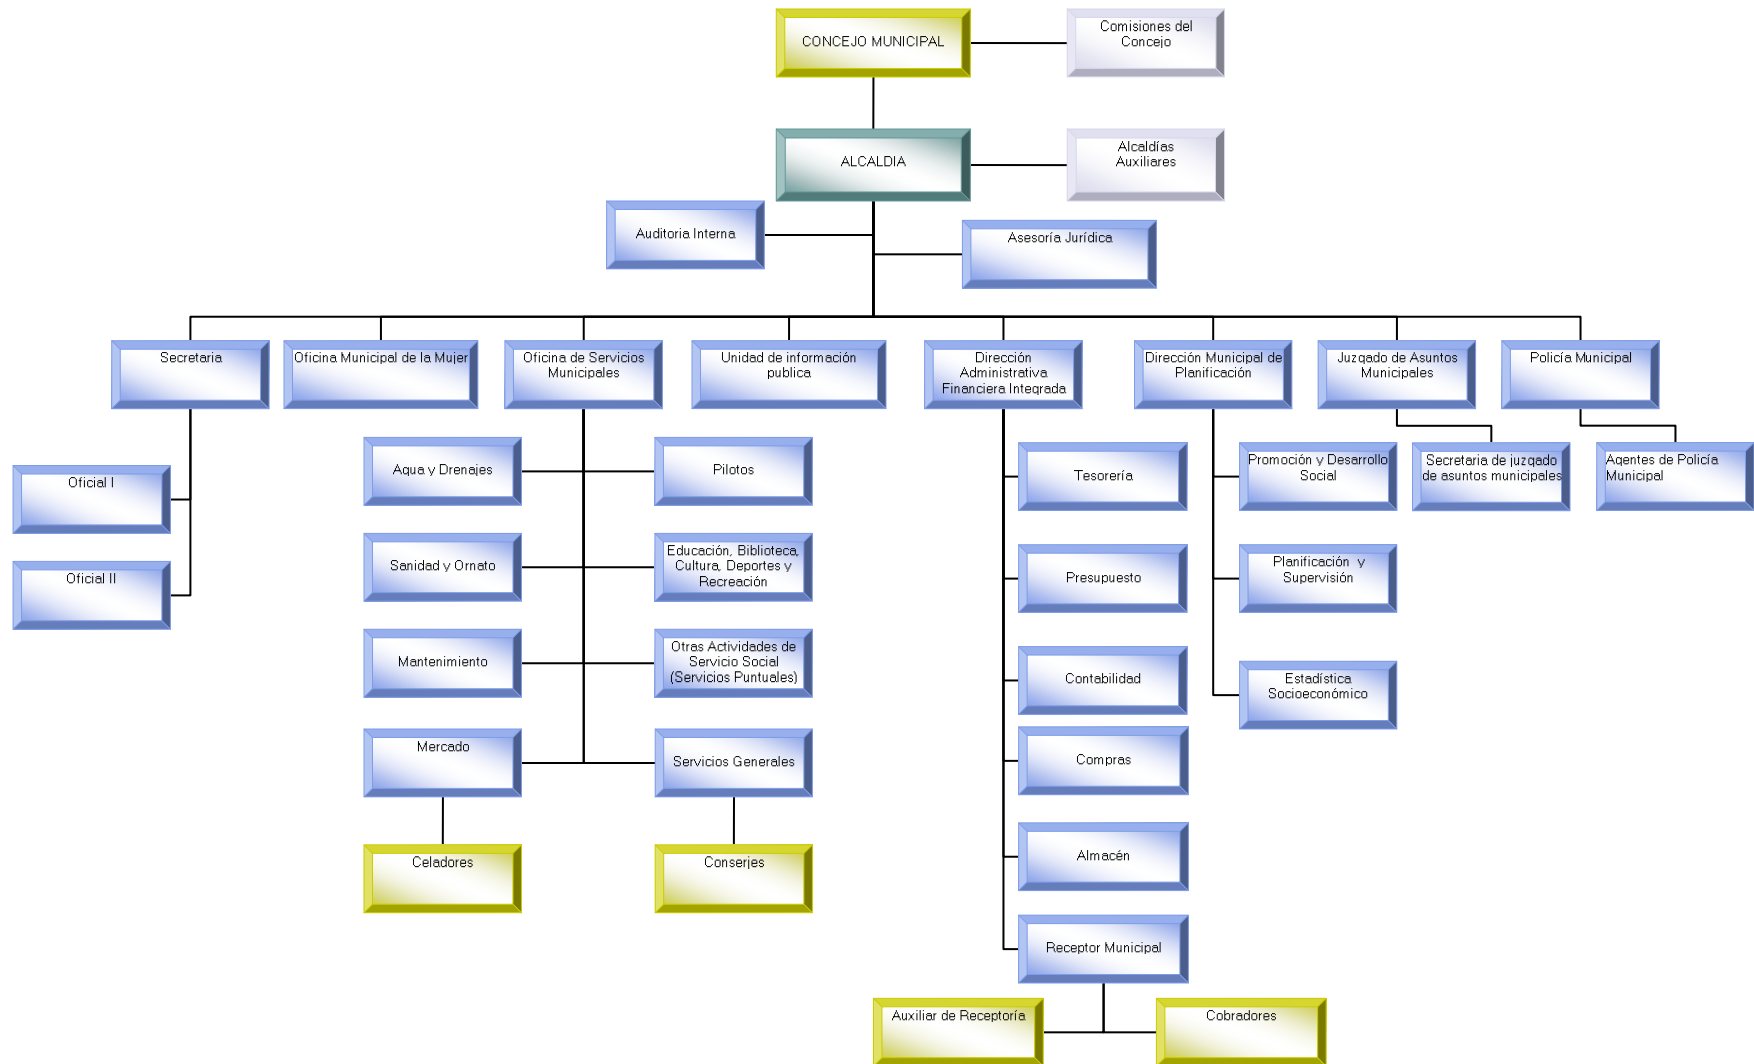 CONCEJO MUNICIPAL
Comisiones del
Concejo
ALCALDIA
Alcaldías
Auxiliares
Auditoria Interna
Asesoría Jurídica
Secretaria
Oficina Municipal de la Mujer
Oficina de Servicios
Municipales
Unidad de información
publica
Dirección
Administrativa
Financiera Integrada
Dirección Municipal de
Planificación
Juzgado de Asuntos
Municipales
Policía Municipal
Oficial I
Oficial II
Agua y Drenajes
Pilotos
Sanidad y Ornato
Educación, Biblioteca,
Cultura, Deportes y
Recreación
Mantenimiento
Otras Actividades de
Servicio Social
(Servicios Puntuales)
Mercado
Servicios Generales
Celadores
Conserjes
Tesorería
Presupuesto
Contabilidad
Compras
Almacén
Receptor Municipal
Auxiliar de Receptoría
Cobradores
Promoción y Desarrollo
Social
Planificación y
Supervisión
Estadística
Socioeconómico
Secretaria de juzgado
de asuntos municipales
Agentes de Policía
Municipal